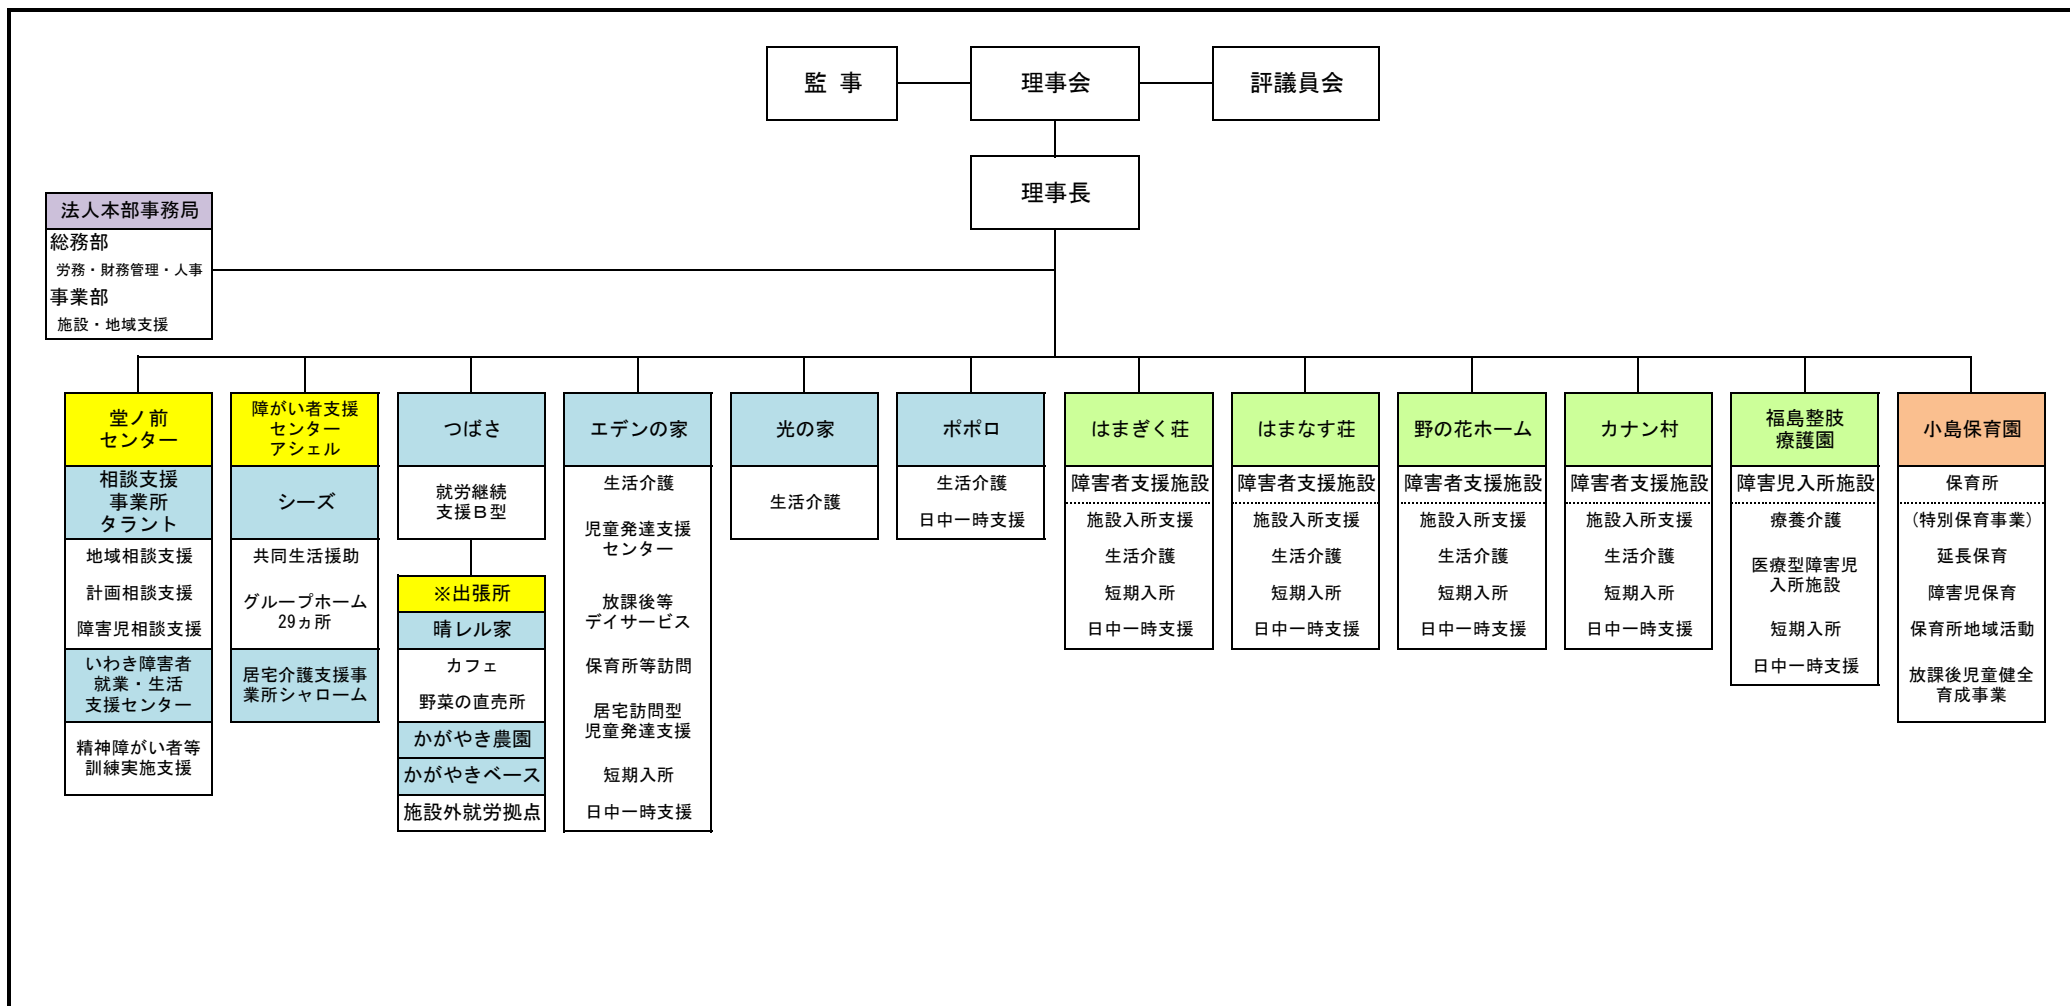 監 事
理事会
評議員会
理事長
法人本部事務局
総務部
労務・財務管理・人事
事業部
施設・地域支援
堂ノ前
センター
相談支援
事業所
タラント
地域相談支援
計画相談支援
障害児相談支援
いわき障害者
就業・生活
支援センター
精神障がい者等
訓練実施支援
障がい者支援
センター
アシェル
シーズ
共同生活援助
グループホーム
29ヵ所
居宅介護支援事
業所シャローム
つばさ
就労継続
支援Ｂ型
※出張所
晴レル家
カフェ
野菜の直売所
かがやき農園
かがやきベース
施設外就労拠点
エデンの家
生活介護
児童発達支援
センター
放課後等
デイサービス
保育所等訪問
居宅訪問型
児童発達支援
短期入所
日中一時支援
光の家
生活介護
ポポロ
生活介護
日中一時支援
はまぎく荘
障害者支援施設
施設入所支援
生活介護
短期入所
日中一時支援
はまなす荘
障害者支援施設
施設入所支援
生活介護
短期入所
日中一時支援
野の花ホーム
障害者支援施設
施設入所支援
生活介護
短期入所
日中一時支援
カナン村
障害者支援施設
施設入所支援
生活介護
短期入所
日中一時支援
福島整肢
療護園
障害児入所施設
療養介護
医療型障害児
入所施設
短期入所
日中一時支援
小島保育園
保育所
(特別保育事業)
延長保育
障害児保育
保育所地域活動
放課後児童健全
育成事業